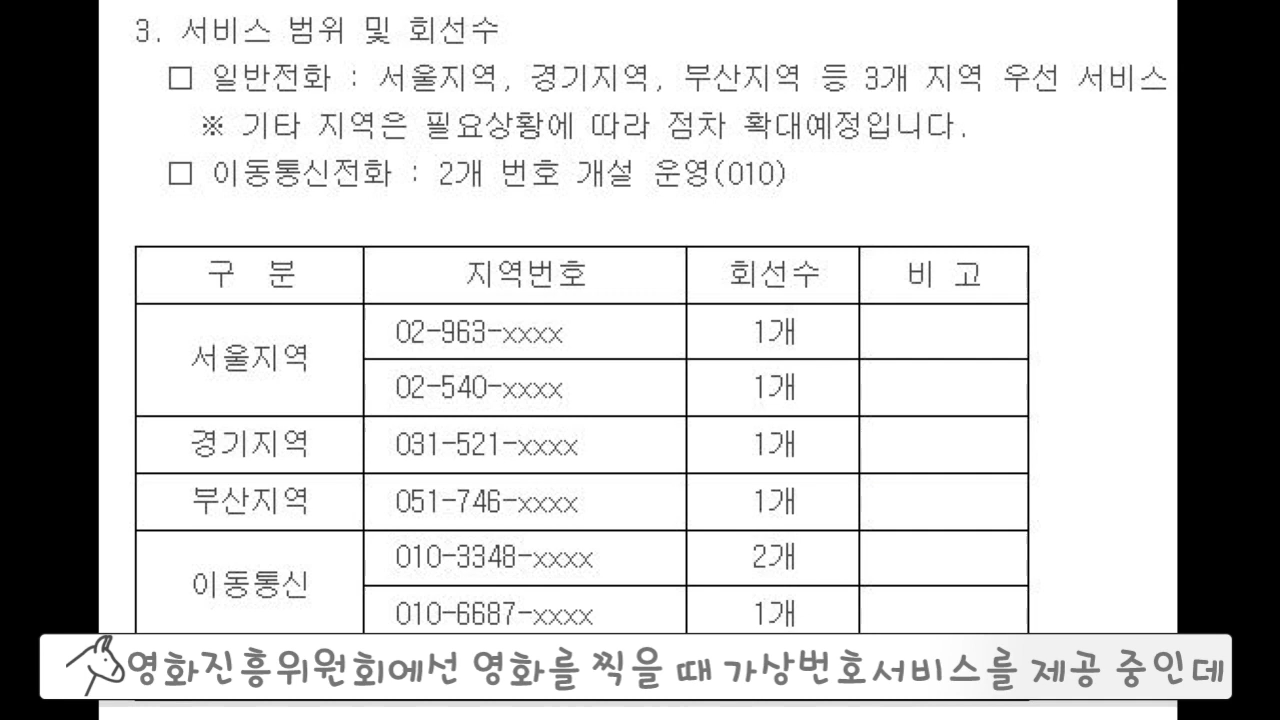 3. 서비스 범위 및 회선수
□ 일반전화 : 서울지역, 경기지역, 부산지역 등 3개 지역 우선 서비스
※ 기타 지역은 필요상황에 따라 점차 확대예정입니다.
□ 이동통신전화 : 2개 번호 개설 운영(010)
구 분 지역번호 회선수 비 고
서울지역 02-963-xxxx 1개
02-540-xxxx 1개
경기지역 031-521-xxxx 1개
부산지역 051-746-xxxx 1개
이동통신 010-3348-xxxx 2개
010-6687-xxxx 1개
영화진흥위원회에선 영화를 찍을 때 가상번호서비스를 제공 중인데